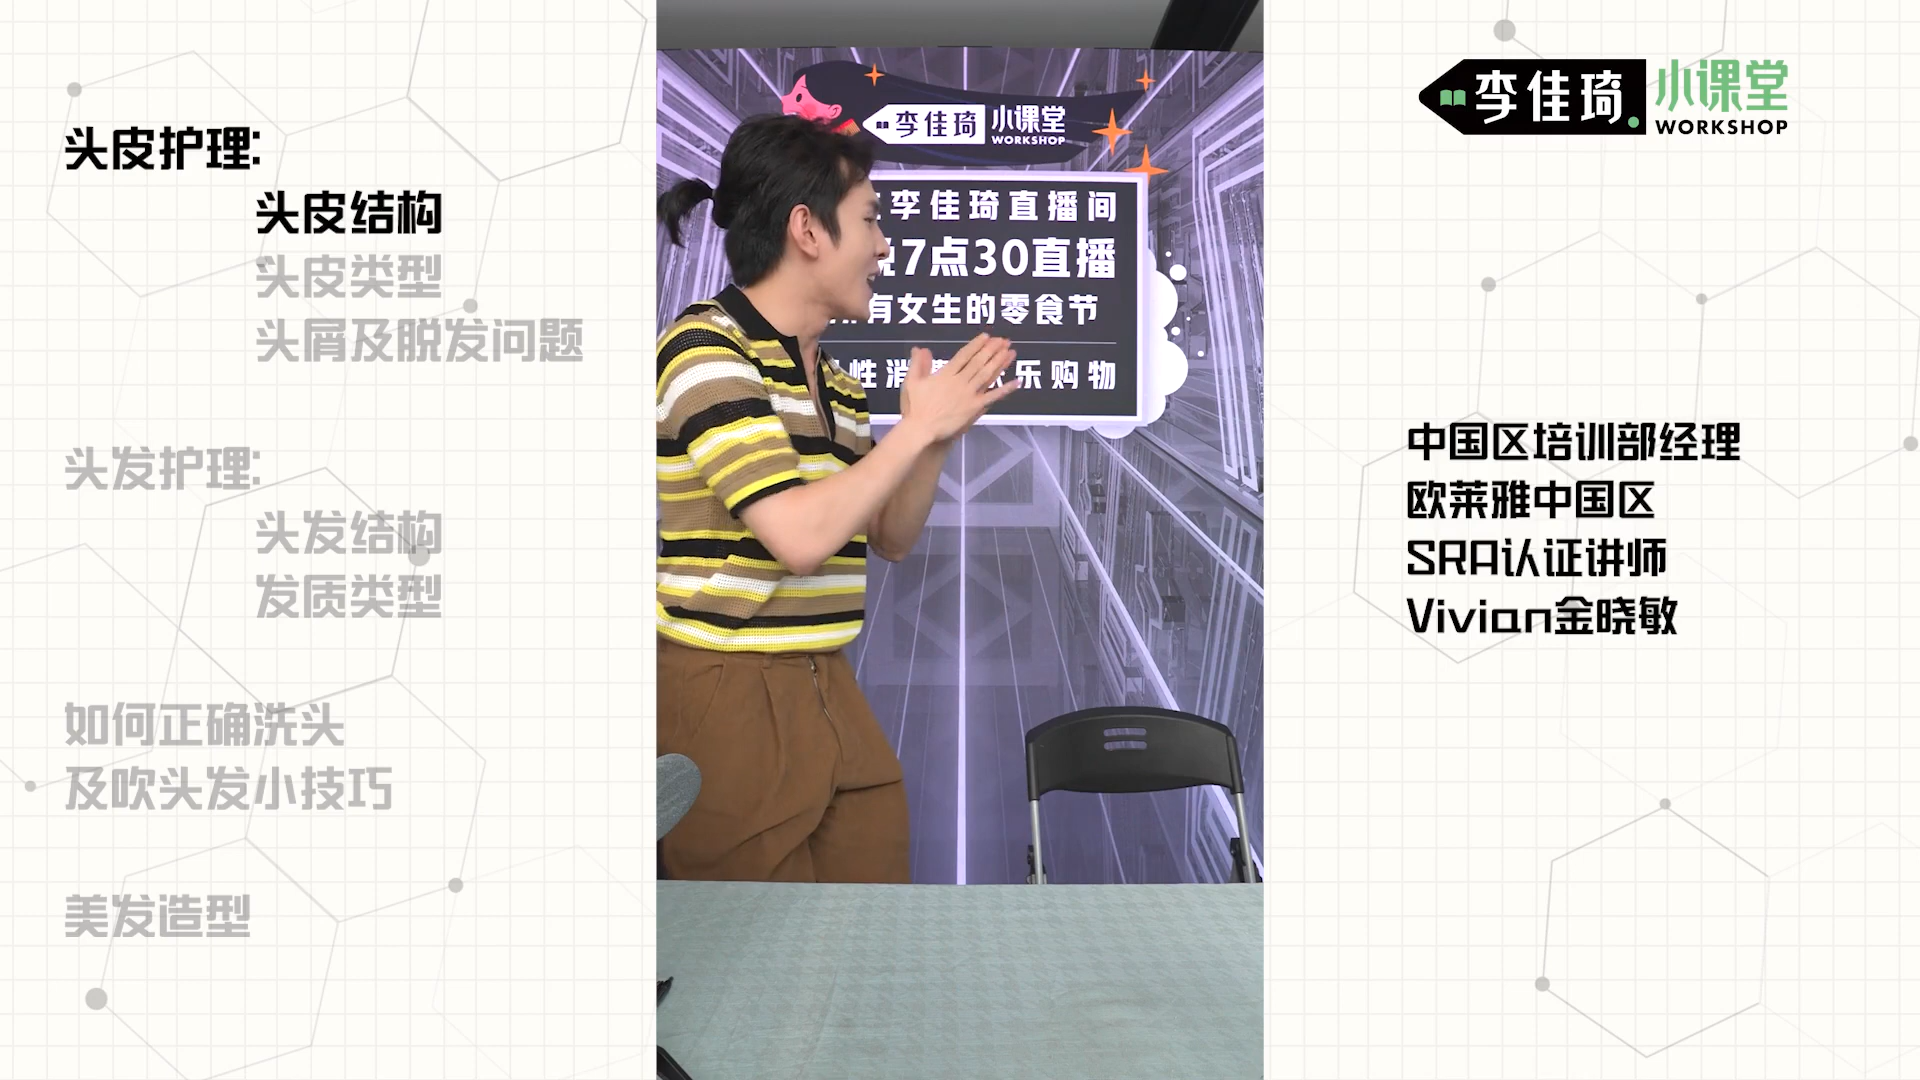 头皮护理:
头皮结构
头皮类型
头屑及脱发问题
头发护理:
头发结构
发质类型
如何正确洗头
及吹头发小技巧
美发造型
李佳琦 小课堂
WORKSHOP
李佳琦直播间
7点30直播
有女生的零食节
性消 乐购物
李佳琦 小课堂
WORKSHOP
中国区培训部经理
欧莱雅中国区
SRA认证讲师
Vivian金晓敏